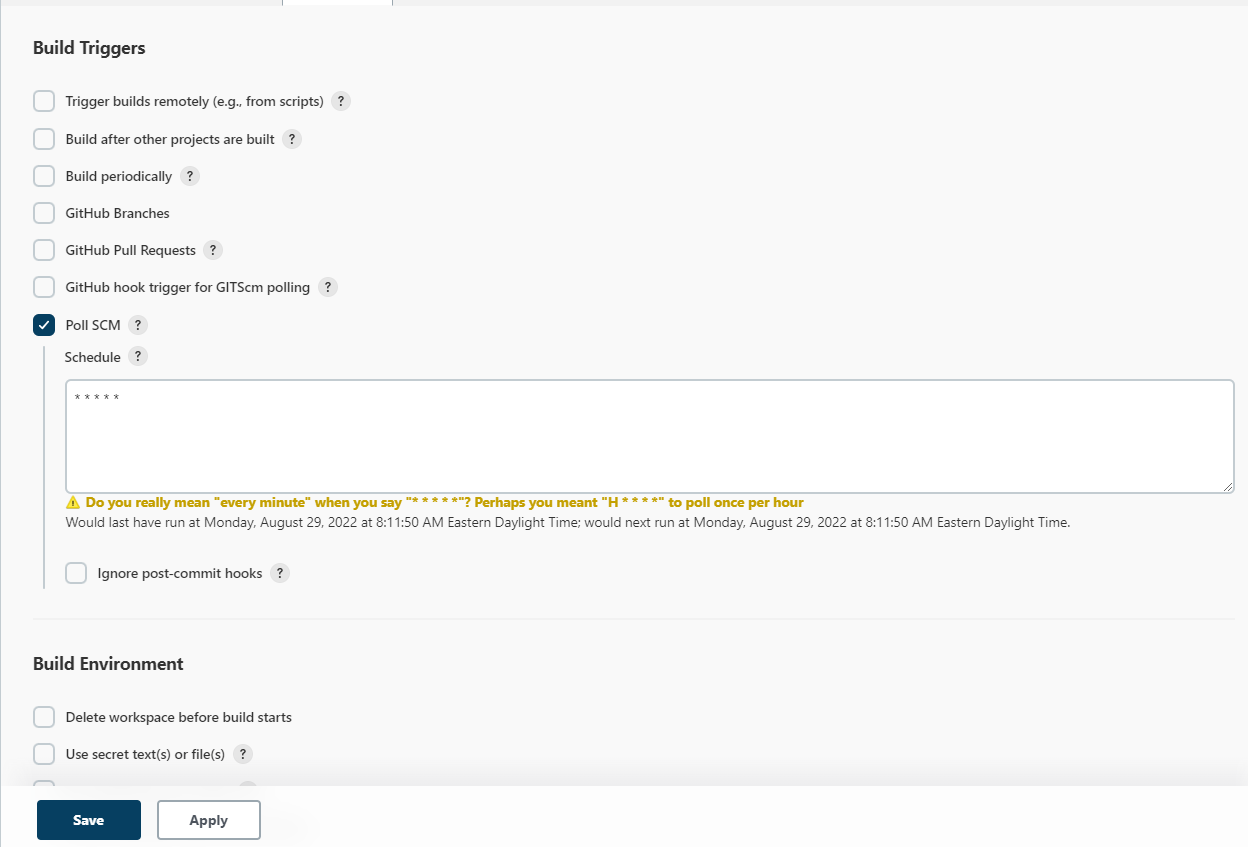 Build Triggers
Trigger builds remotely (e.g., from scripts) ?
Build after other projects are built ?
Build periodically ?
GitHub Branches
GitHub Pull Requests ?
GitHub hook trigger for GITScm polling ?
Poll SCM ?
Schedule ?
* * * * *
Do you really mean "every minute" when you say "* * * * *"? Perhaps you meant "H * * * *" to poll once per hour
Would last have run at Monday, August 29, 2022 at 8:11:50 AM Eastern Daylight Time; would next run at Monday, August 29, 2022 at 8:11:50 AM Eastern Daylight Time.
Ignore post-commit hooks ?
Build Environment
Delete workspace before build starts
Use secret text(s) or file(s) ?
Save Apply